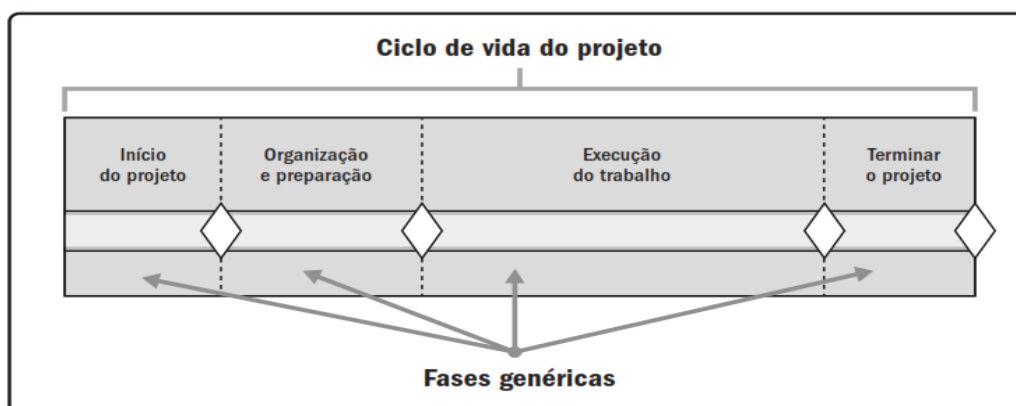 Ciclo de vida do projeto
Início
do projeto
Organização
e preparação
Execução
do trabalho
Terminar
o projeto
Fases genéricas